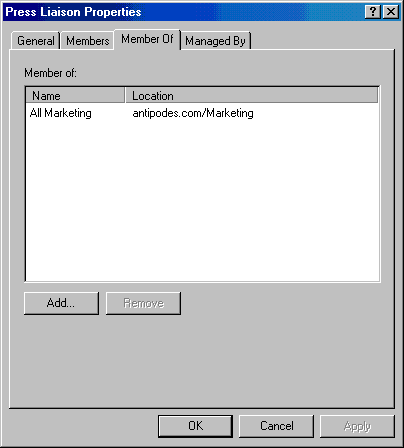 Press Liaison Properties
General Members Member Of Managed By
Member of:
Name Location
All Marketing antipodes.com/Marketing
Add... Remove
OK Cancel Apply